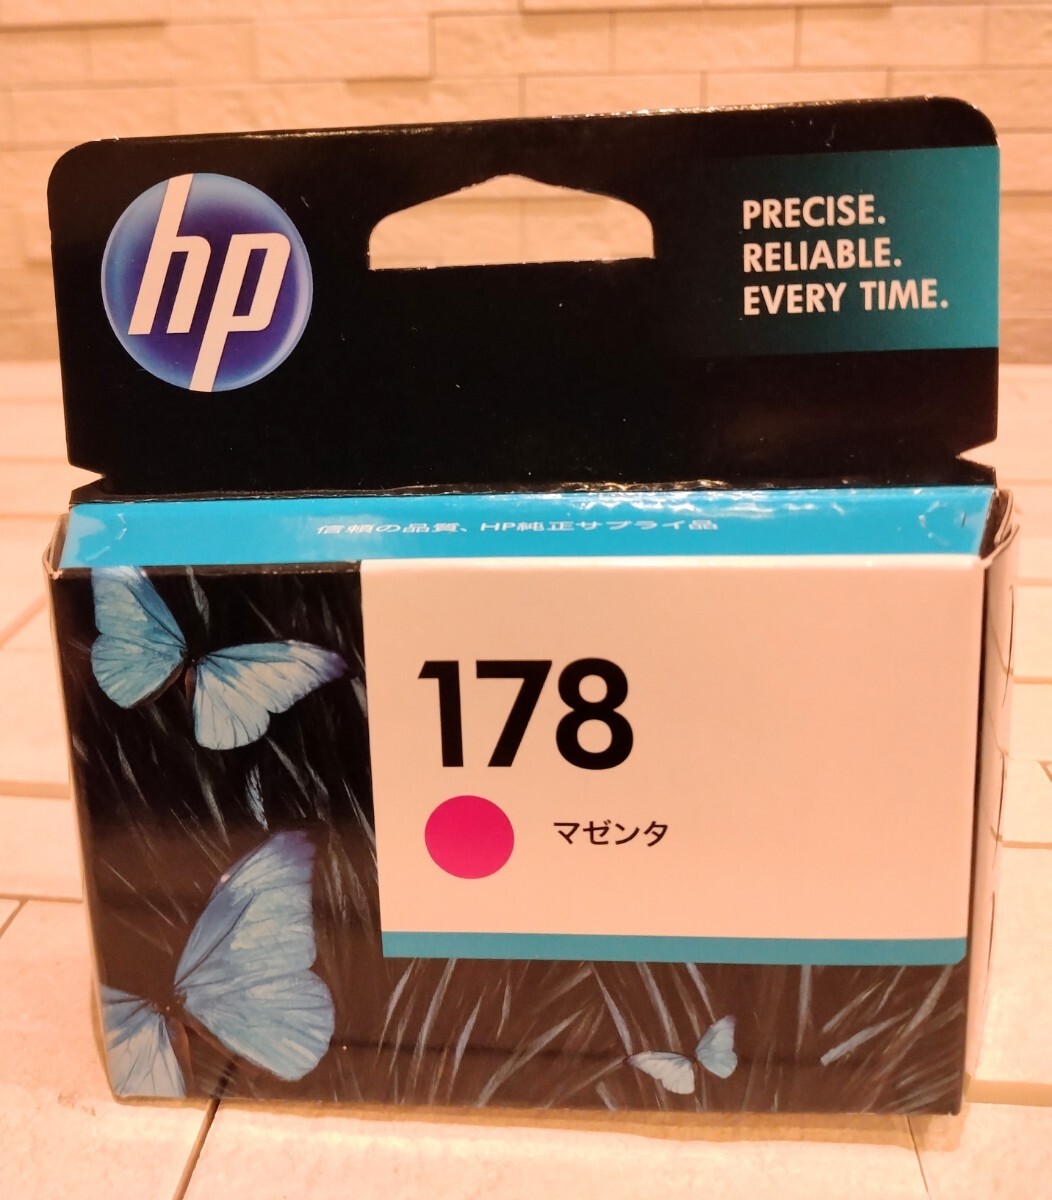 hp
PRECISE.
RELIABLE.
EVERY TIME.
信頼の品質、HP純正サプライ品
178
マゼンタ